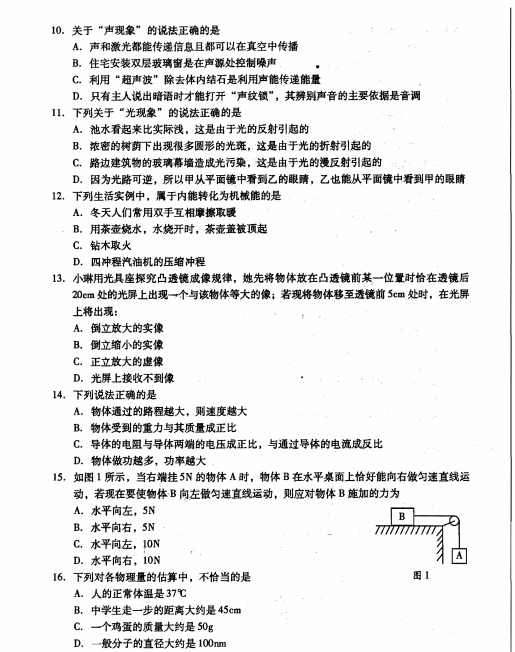 10. 关于“声现象”的说法正确的是
A. 声和激光都能传递信息且都可以在真空中传播
B. 住宅安装双层玻璃窗是在声源处控制噪声
C. 利用“超声波”除去体内结石是利用声能传递能量
D. 只有主人说出暗语时才能打开“声纹锁”，其辨别声音的主要依据是音调
11. 下列关于“光现象”的说法正确的是
A. 池水看起来比实际浅，这是由于光的反射引起的
B. 浓密的树荫下出现很多圆形的光斑，这是由于光的折射引起的
C. 路边建筑物的玻璃幕墙造成光污染，这是由于光的漫反射引起的
D. 因为光路可逆，所以甲从平面镜中看到乙的眼睛，乙也能从平面镜中看到甲的眼睛
12. 下列生活实例中，属于内能转化为机械能的是
A. 冬天人们常用双手互相摩擦取暖
B. 用茶壶烧水，水烧开时，茶壶盖被顶起
C. 钻木取火
D. 四冲程汽油机的压缩冲程
13. 小琳用光具座探究凸透镜成像规律，她先将物体放在凸透镜前某一位置时恰在透镜后
20cm 处的光屏上出现一个与该物体等大的像；若现将物体移至透镜前 5cm 处时，在光屏
上将出现：
A. 倒立放大的实像
B. 倒立缩小的实像
C. 正立放大的虚像
D. 光屏上接收不到像
14. 下列说法正确的是
A. 物体通过的路程越大，则速度越大
B. 物体受到的重力与其质量成正比
C. 导体的电阻与导体两端的电压成正比，与通过导体的电流成反比
D. 物体做功越多，功率越大
15. 如图 1 所示，当右端挂 5N 的物体 A 时，物体 B 在水平桌面上恰好能向右做匀速直线运
动，若现在要使物体 B 向左做匀速直线运动，则应对物体 B 施加的力为
A. 水平向左，5N
B. 水平向右，5N
C. 水平向左，10N
D. 水平向右，10N
B
A
图 1
16. 下列对各物理量的估算中，不恰当的是
A. 人的正常体温是 37℃
B. 中学生走一步的距离大约是 45cm
C. 一个鸡蛋的质量大约是 50g
D. 一般分子的直径大约是 100nm